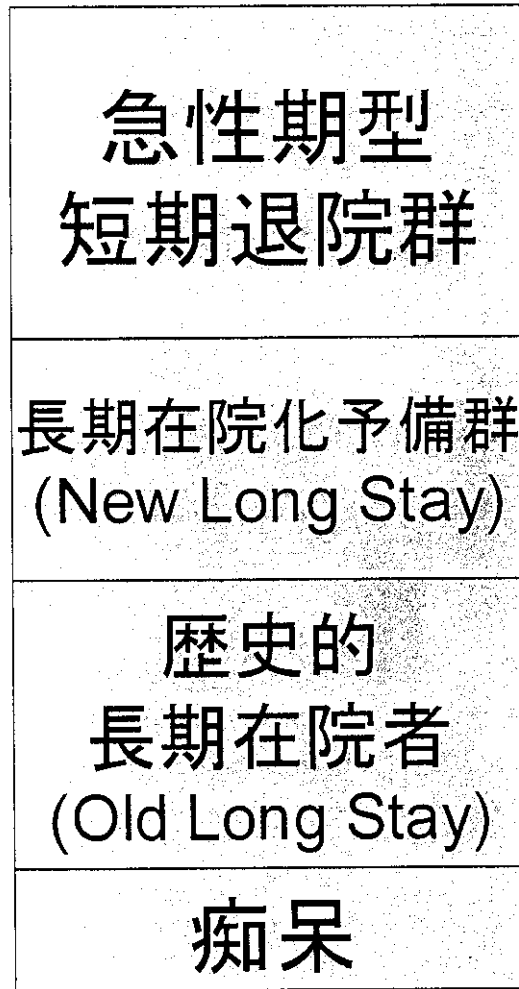 急性期型
短期退院群
長期在院化予備群
(New Long Stay)
歴史的
長期在院者
(Old Long Stay)
痴呆